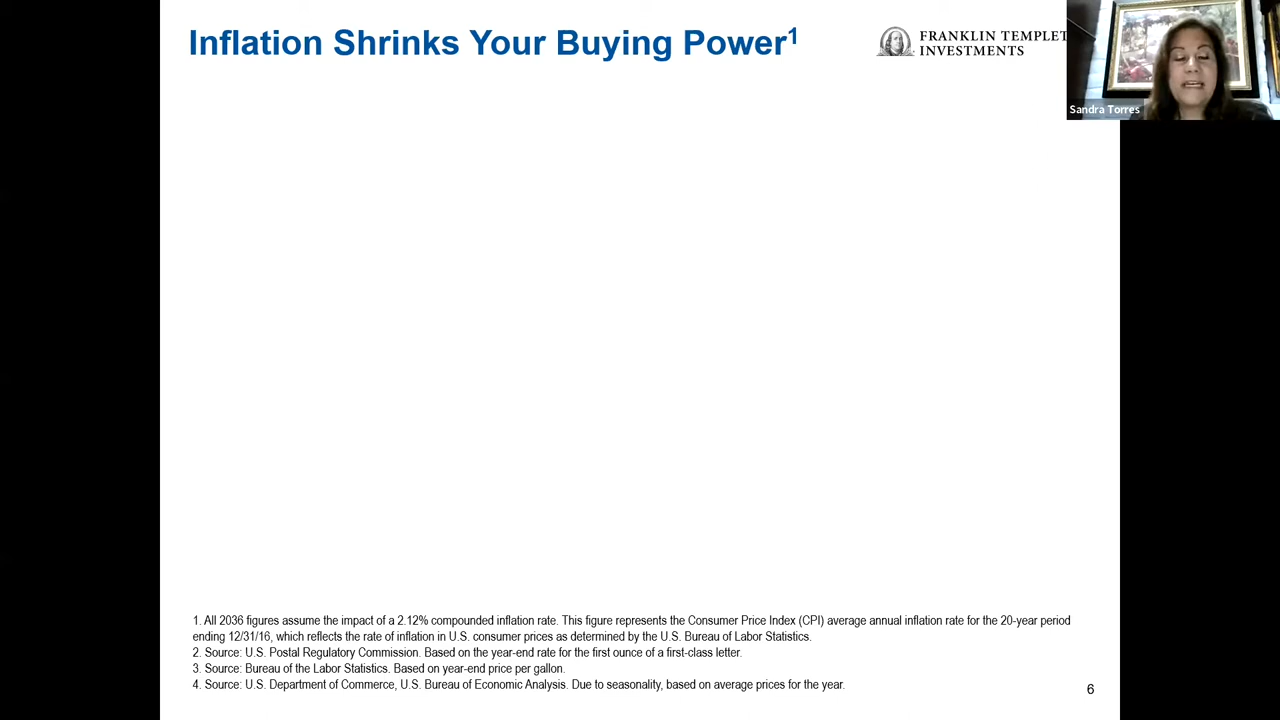 Inflation Shrinks Your Buying Power1
FRANKLIN TEMPLET
INVESTMENTS
Sandra Torres
1. All 2036 figures assume the impact of a 2.12% compounded inflation rate. This figure represents the Consumer Price Index (CPI) average annual inflation rate for the 20-year period
ending 12/31/16, which reflects the rate of inflation in U.S. consumer prices as determined by the U.S. Bureau of Labor Statistics.
2. Source: U.S. Postal Regulatory Commission. Based on the year-end rate for the first ounce of a first-class letter.
3. Source: Bureau of the Labor Statistics. Based on year-end price per gallon.
4. Source: U.S. Department of Commerce, U.S. Bureau of Economic Analysis. Due to seasonality, based on average prices for the year.
6